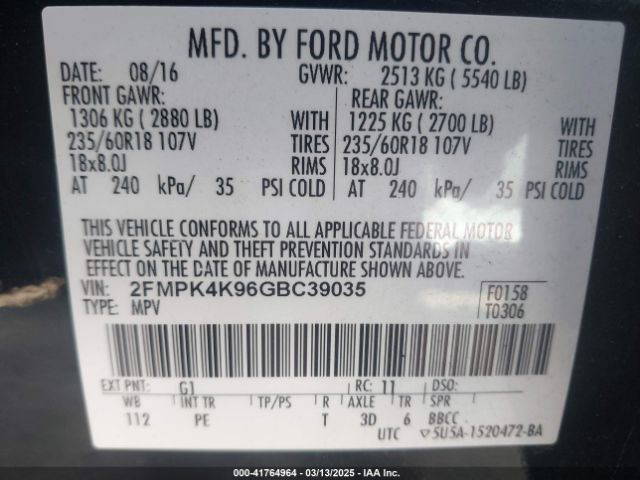 MFD. BY FORD MOTOR CO.
DATE: 08/16 GVWR: 2513 KG ( 5540 LB)
FRONT GAWR: REAR GAWR:
1306 KG ( 2880 LB) WITH 1225 KG ( 2700 LB) WITH
235/60R18 107V TIRES 235/60R18 107V TIRES
18x8.0J RIMS 18x8.0J RIMS
AT 240 kPa/ 35 PSI COLD AT 240 kPa/ 35 PSI COLD
THIS VEHICLE CONFORMS TO ALL APPLICABLE FEDERAL MOTOR
VEHICLE SAFETY AND THEFT PREVENTION STANDARDS IN
EFFECT ON THE DATE OF MANUFACTURE SHOWN ABOVE.
VIN: 2FMPK4K96GBC39035 F0158
TYPE: MPV T0306
EXT PNT: G1 RC: 11 DSO:
WB INT TR TP/PS R AXLE TR SPR
112 PE T 3D 6 BBCC
UTC ▽5U5A-1520472-BA
000-41764964 - 03/13/2025 - IAA Inc.